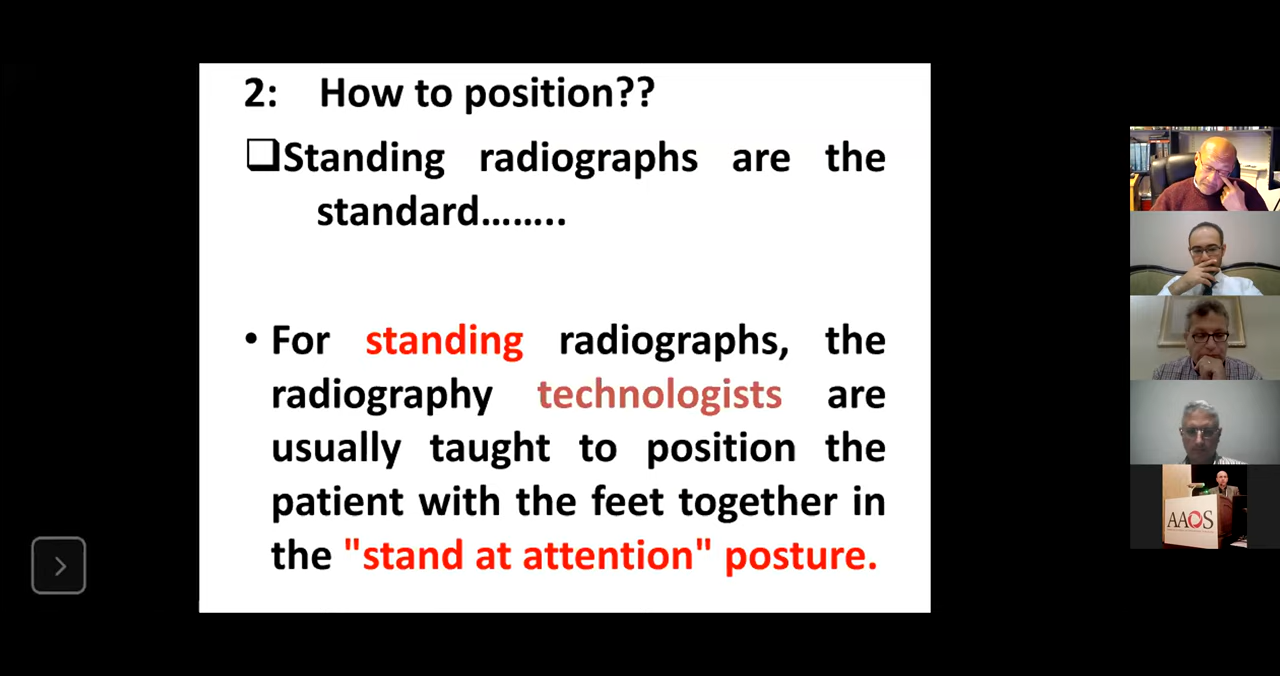 2: How to position??
❑Standing radiographs are the
standard……..
• For standing radiographs, the
radiography technologists are
usually taught to position the
patient with the feet together in
the "stand at attention" posture.
AAOS